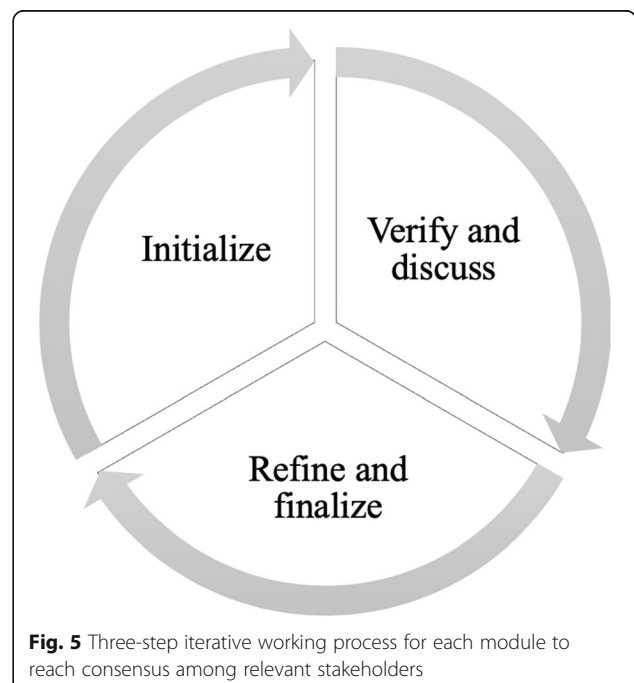 Initialize
Verify and
discuss
Refine and
finalize
Fig. 5 Three-step iterative working process for each module to
reach consensus among relevant stakeholders